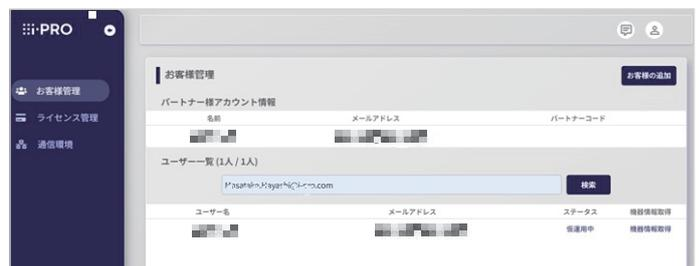 i-PRO
お客様管理
ライセンス管理
通信環境
お客様管理
お客様の追加
パートナー様アカウント情報
名前 メールアドレス パートナーコード
ユーザー一覧 (1人 / 1人)
検索
ユーザー名 メールアドレス ステータス 機器情報取得
仮運用中 機器情報取得